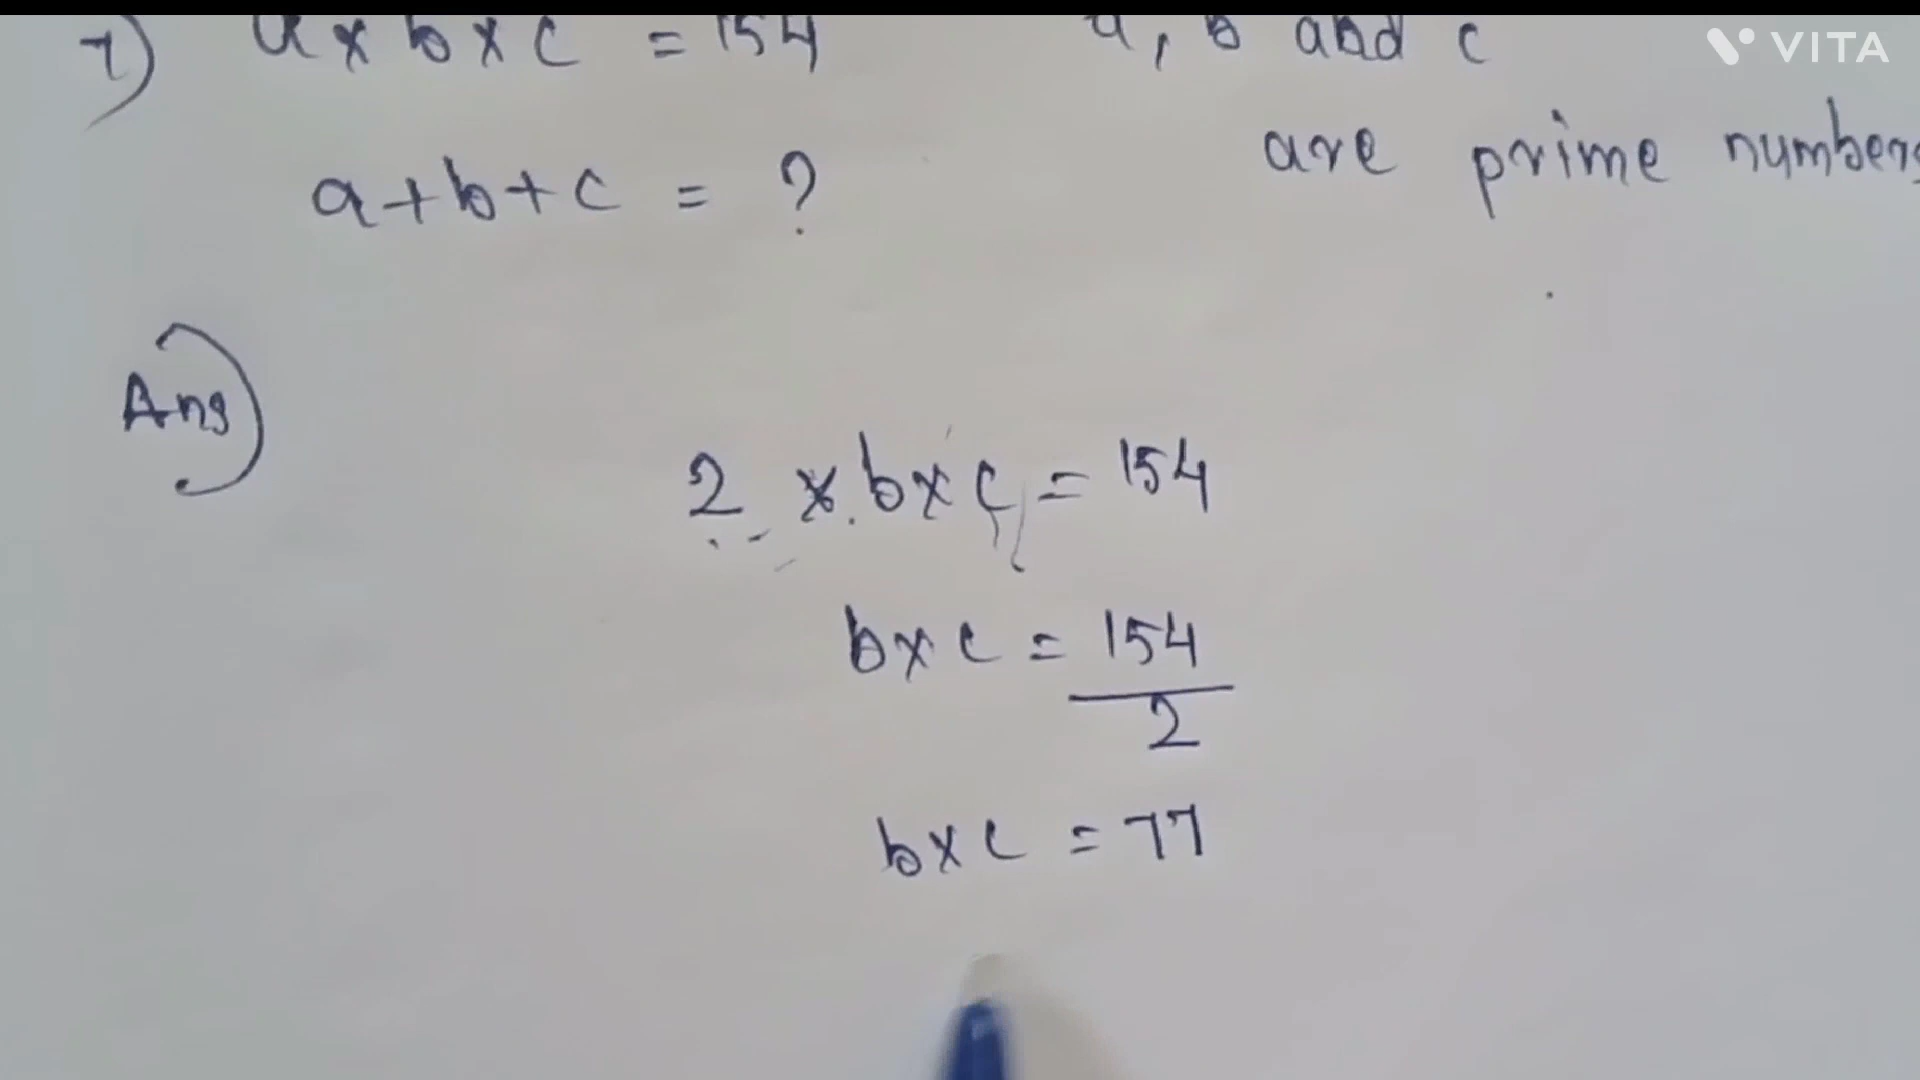 7) a × b × c = 154 a, b and c
are prime numbers
a + b + c = ?
Ans)
2 × b × c = 154
b × c = 154
2
b × c = 77
VITA